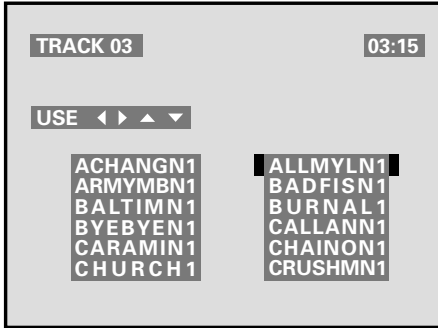 TRACK 03 03:15
USE ◀ ▶ ▲ ▼
ACHANGN1 ALLMYLN1
ARMYMBN1 BADFISN1
BALTIMN1 BURNAL1
BYEBYEN1 CALLANN1
CARAMIN1 CHAINON1
CHURCH1 CRUSHMN1